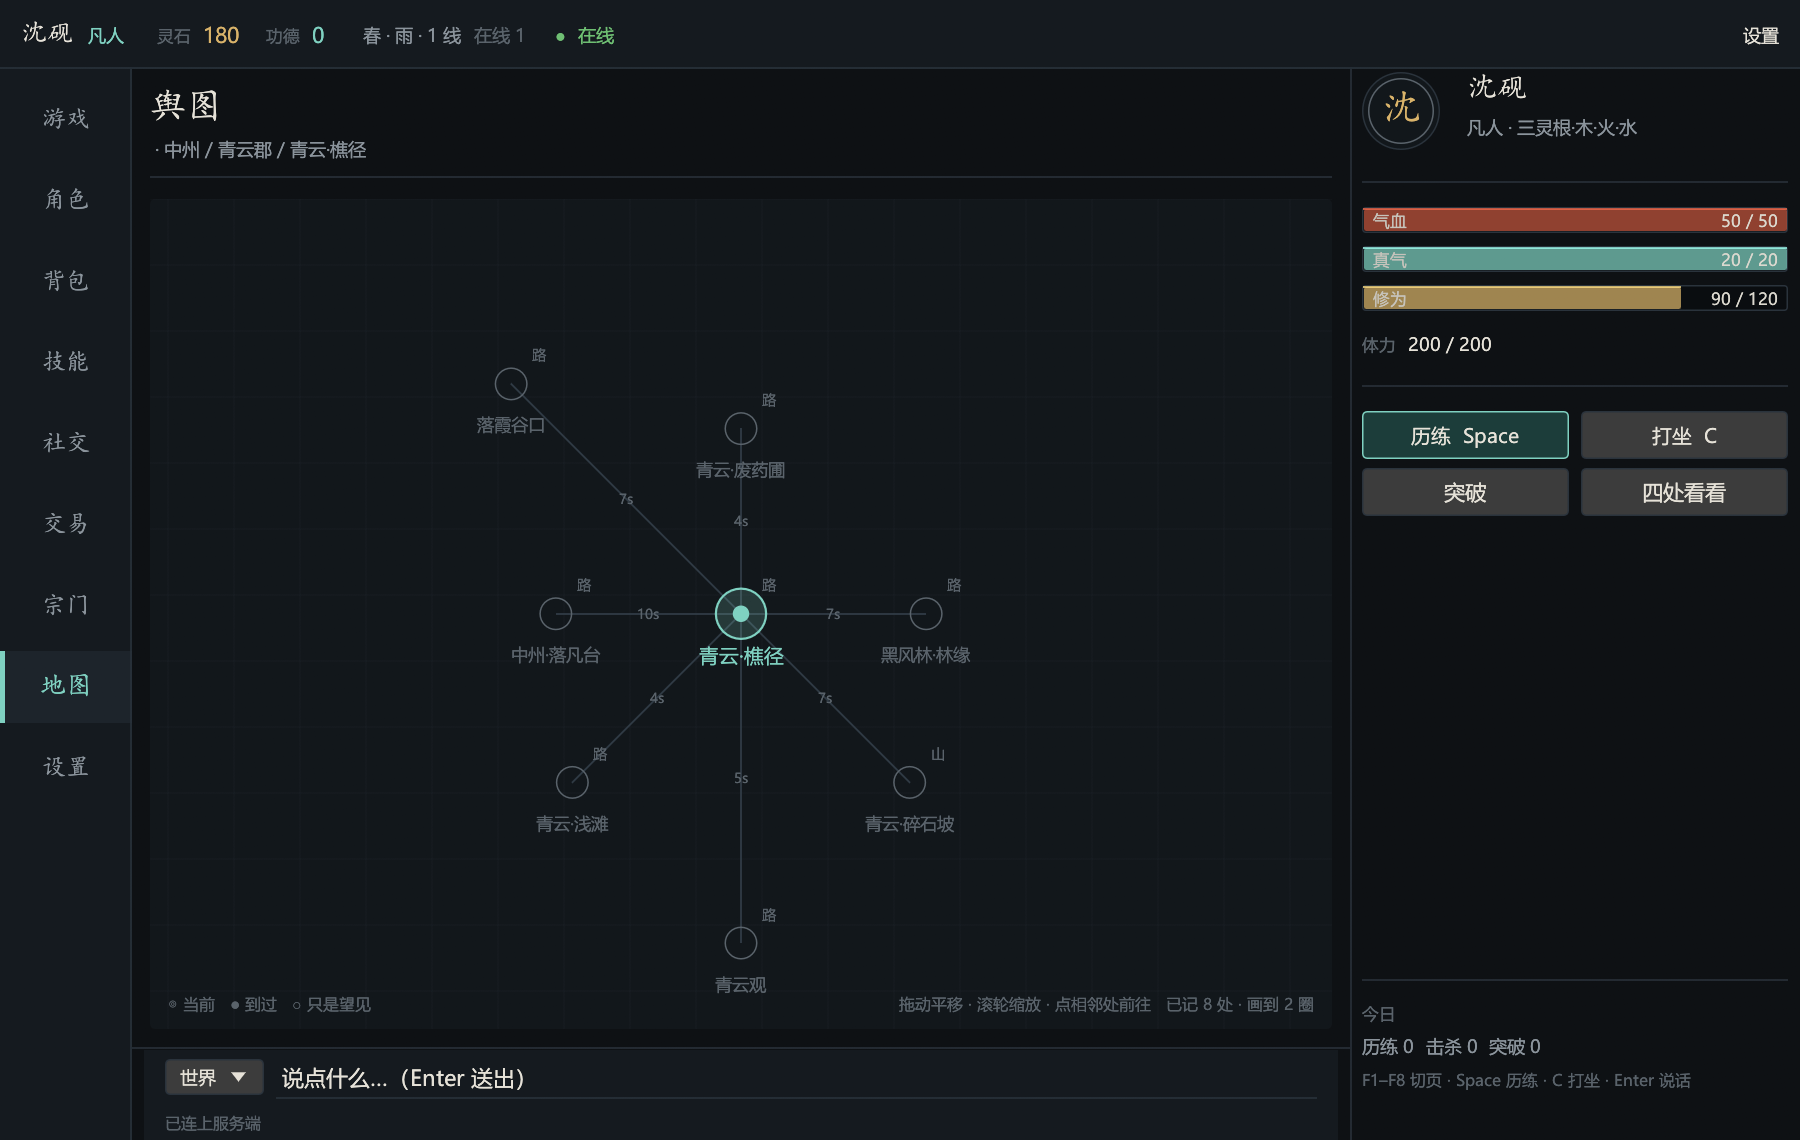 沈砚 凡人 灵石 180 功德 0 春 · 雨 · 1 线 在线 1 ● 在线 设置
游戏
角色
背包
技能
社交
交易
宗门
地图
设置
舆图
· 中州 / 青云郡 / 青云·樵径
路
落霞谷口
路
青云·废药圃
7s
4s
路
中州·落凡台
10s
路
青云·樵径
7s
路
黑风林·林缘
4s
7s
路
青云·浅滩
山
青云·碎石坡
5s
路
青云观
◎ 当前 ● 到过 ○ 只是望见
拖动平移 · 滚轮缩放 · 点相邻处前往 已记 8 处 · 画到 2 圈
世界 ▼ 说点什么...（Enter 送出）
已连上服务端
沈
沈砚
凡人 · 三灵根·木·火·水
气血 50 / 50
真气 20 / 20
修为 90 / 120
体力 200 / 200
历练 Space
打坐 C
突破
四处看看
今日
历练 0 击杀 0 突破 0
F1–F8 切页 · Space 历练 · C 打坐 · Enter 说话